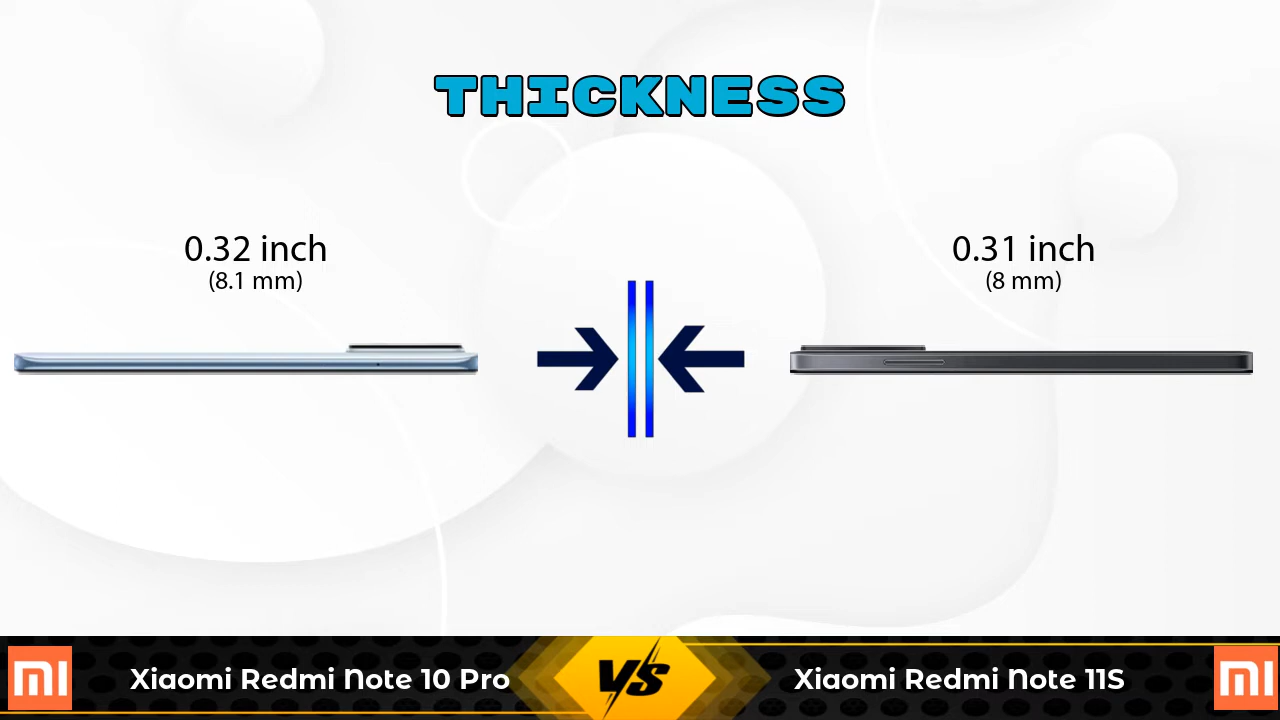 THICKNESS
0.32 inch
(8.1 mm)
0.31 inch
(8 mm)
Xiaomi Redmi Note 10 Pro
VS
Xiaomi Redmi Note 11S